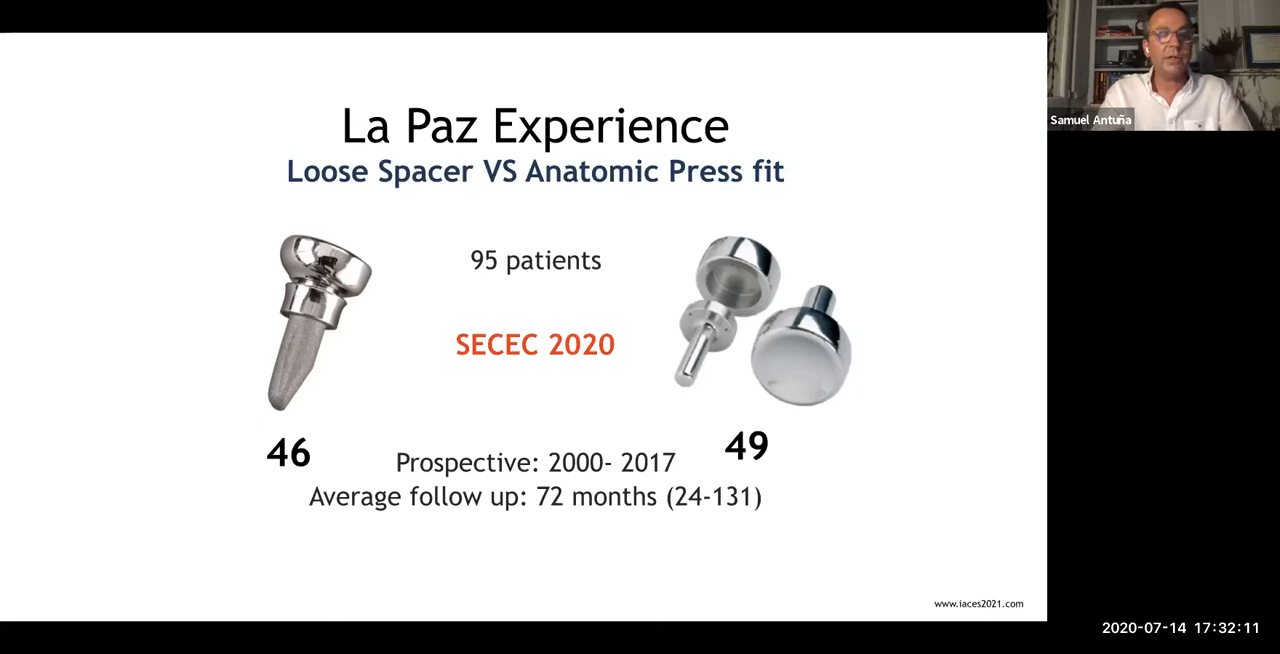 La Paz Experience
Loose Spacer VS Anatomic Press fit
95 patients
SECEC 2020
46
49
Prospective: 2000- 2017
Average follow up: 72 months (24-131)
www.iaces2021.com
Samuel Antuña
2020-07-14 17:32:11